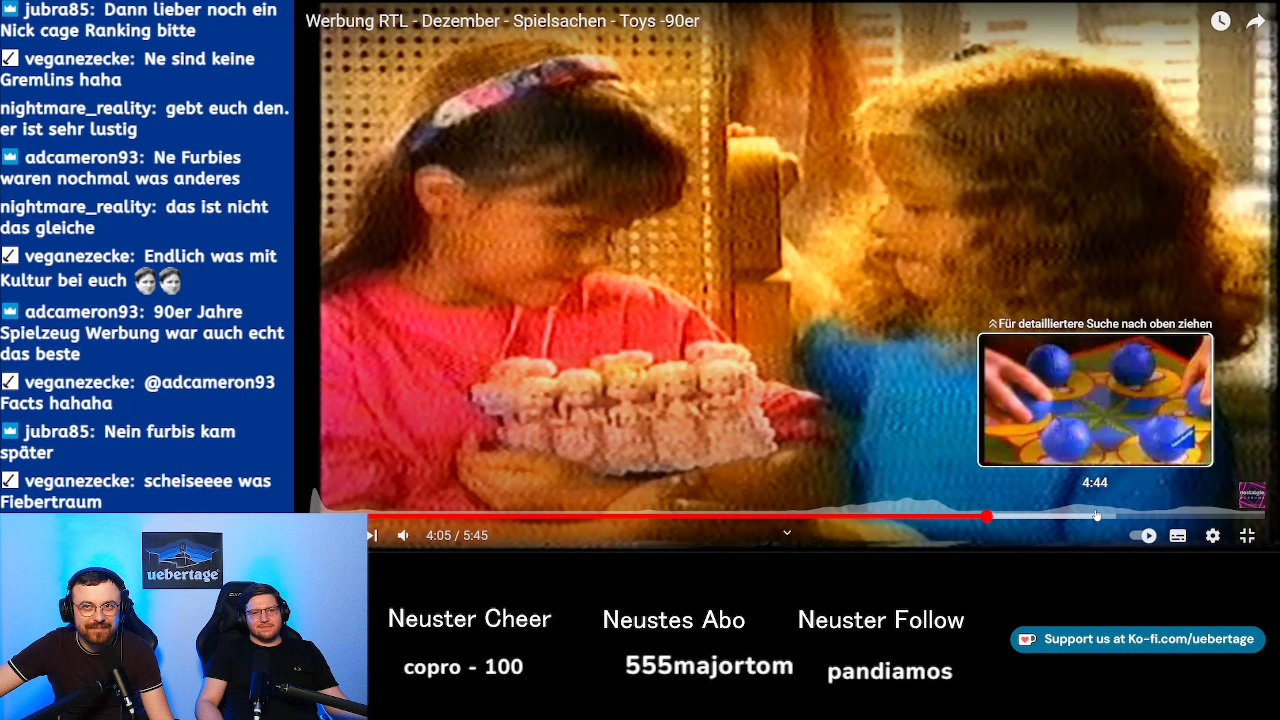 jubra85: Dann lieber noch ein
Nick cage Ranking bitte
veganezecke: Ne sind keine
Gremlins haha
nightmare_reality: gebt euch den.
er ist sehr lustig
adcameron93: Ne Furbies
waren nochmal was anderes
nightmare_reality: das ist nicht
das gleiche
veganezecke: Endlich was mit
Kultur bei euch
adcameron93: 90er Jahre
Spielzeug Werbung war auch echt
das beste
veganezecke: @adcameron93
Facts hahaha
jubra85: Nein furbis kam
später
veganezecke: scheiseeee was
Fiebertraum
Werbung RTL - Dezember - Spielsachen - Toys -90er
Für detailliertere Suche nach oben ziehen
4:44
nostalgie
4:05 / 5:45
uebertage
Neuster Cheer
copro - 100
Neustes Abo
555majortom
Neuster Follow
pandiamos
Support us at Ko-fi.com/uebertage